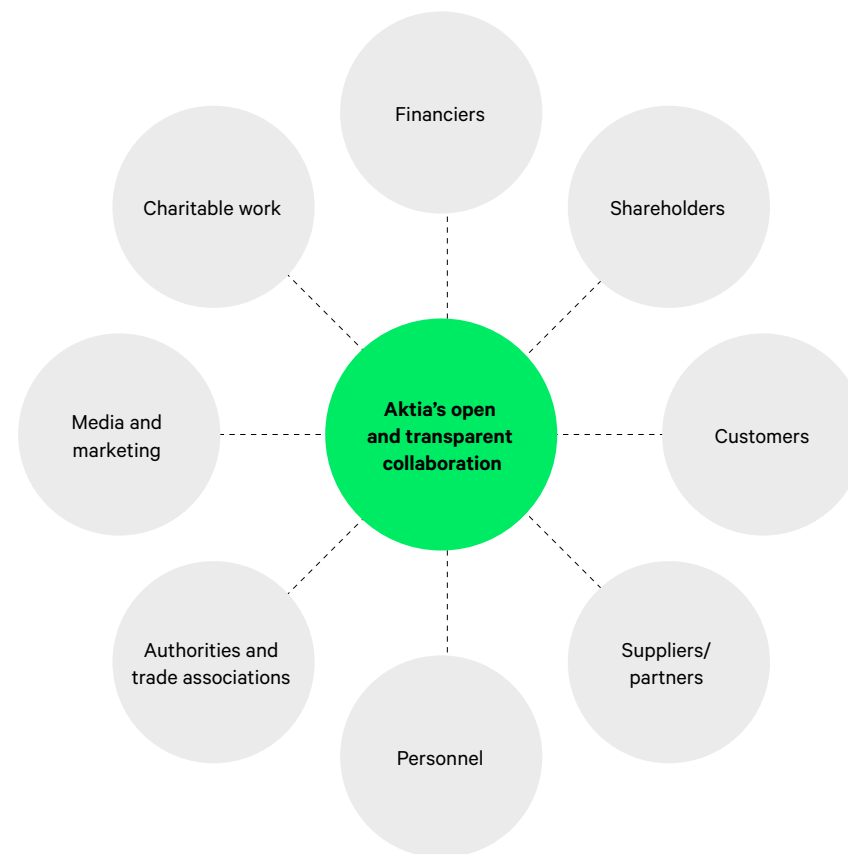 Financiers
Charitable work
Shareholders
Aktia’s open
and transparent
collaboration
Media and
marketing
Customers
Authorities and
trade associations
Suppliers/
partners
Personnel